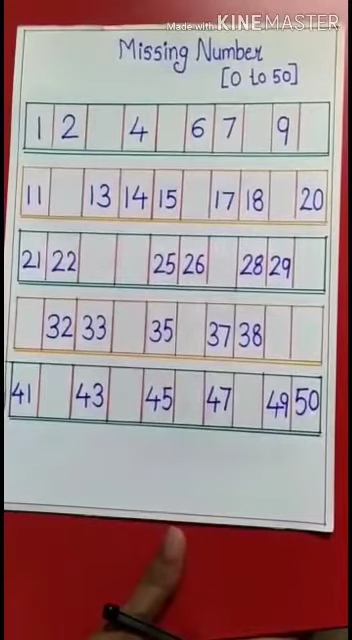 Made with KINEMASTER
Missing Number
[0 to 50]
1 2 4 6 7 9
11 13 14 15 17 18 20
21 22 25 26 28 29
32 33 35 37 38
41 43 45 47 49 50